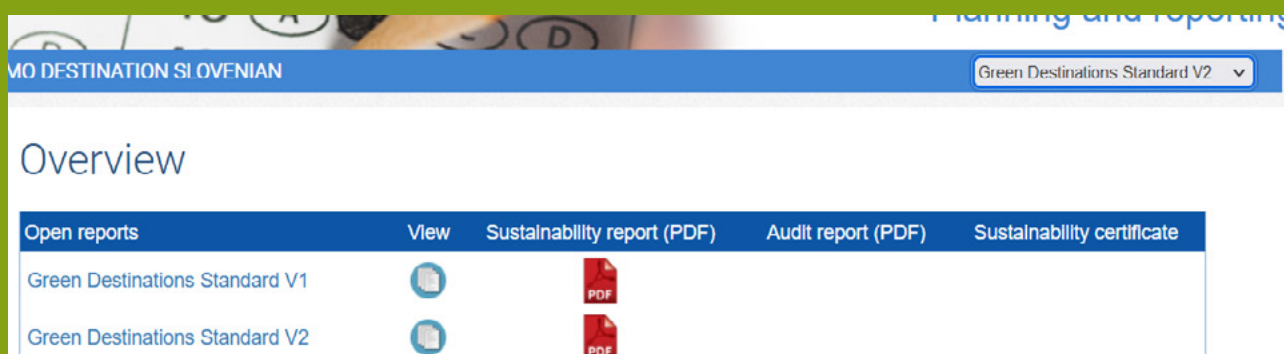 Planning and reporting
MO DESTINATION SLOVENIAN
Green Destinations Standard V2
Overview
Open reports View Sustainability report (PDF) Audit report (PDF) Sustainability certificate
Green Destinations Standard V1
PDF
Green Destinations Standard V2
PDF